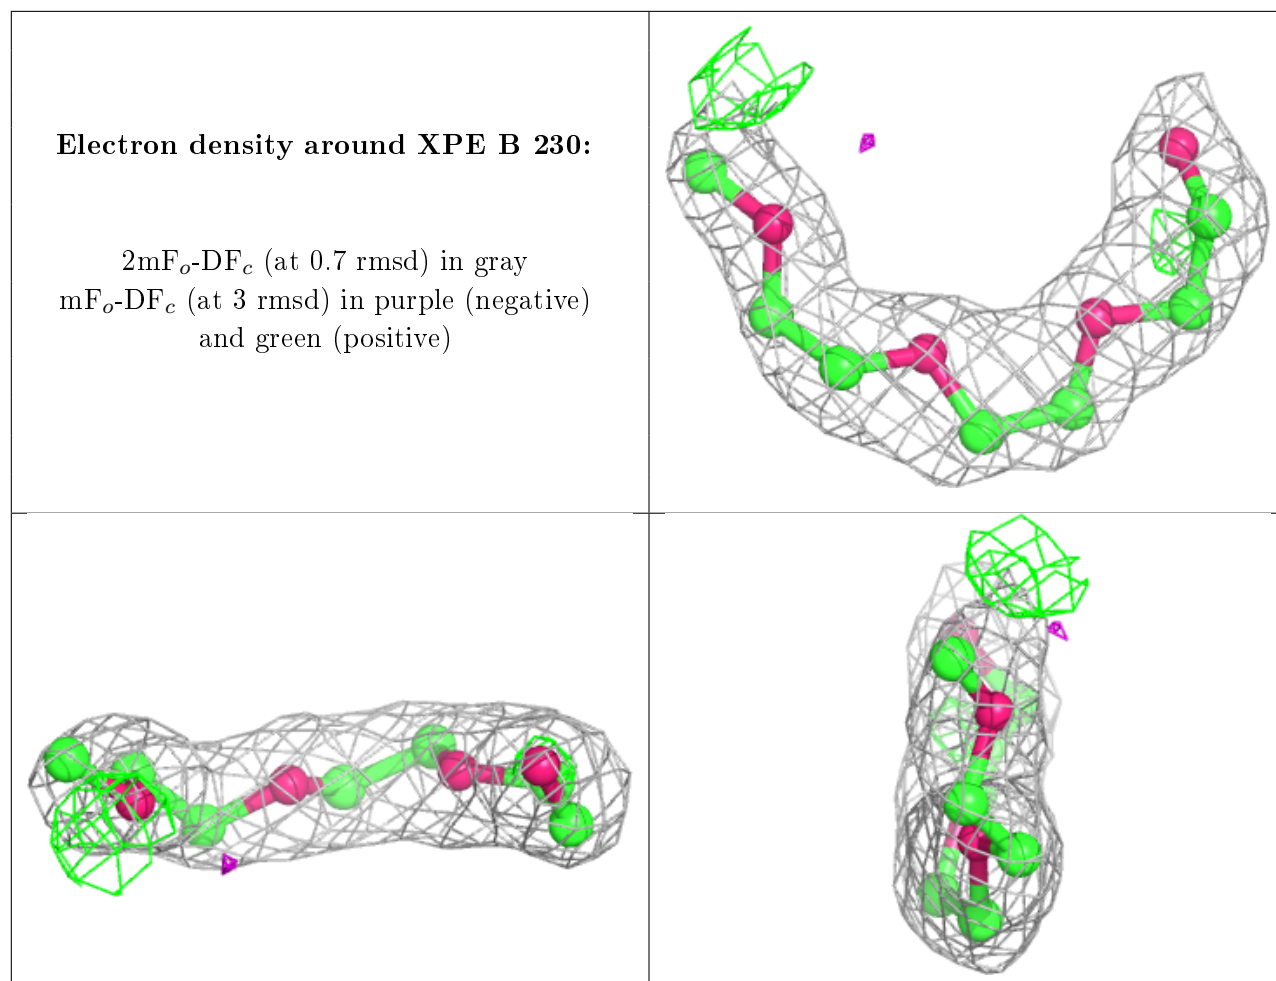 Electron density around XPE B 230:
2mFo-DFc (at 0.7 rmsd) in gray
mFo-DFc (at 3 rmsd) in purple (negative)
and green (positive)